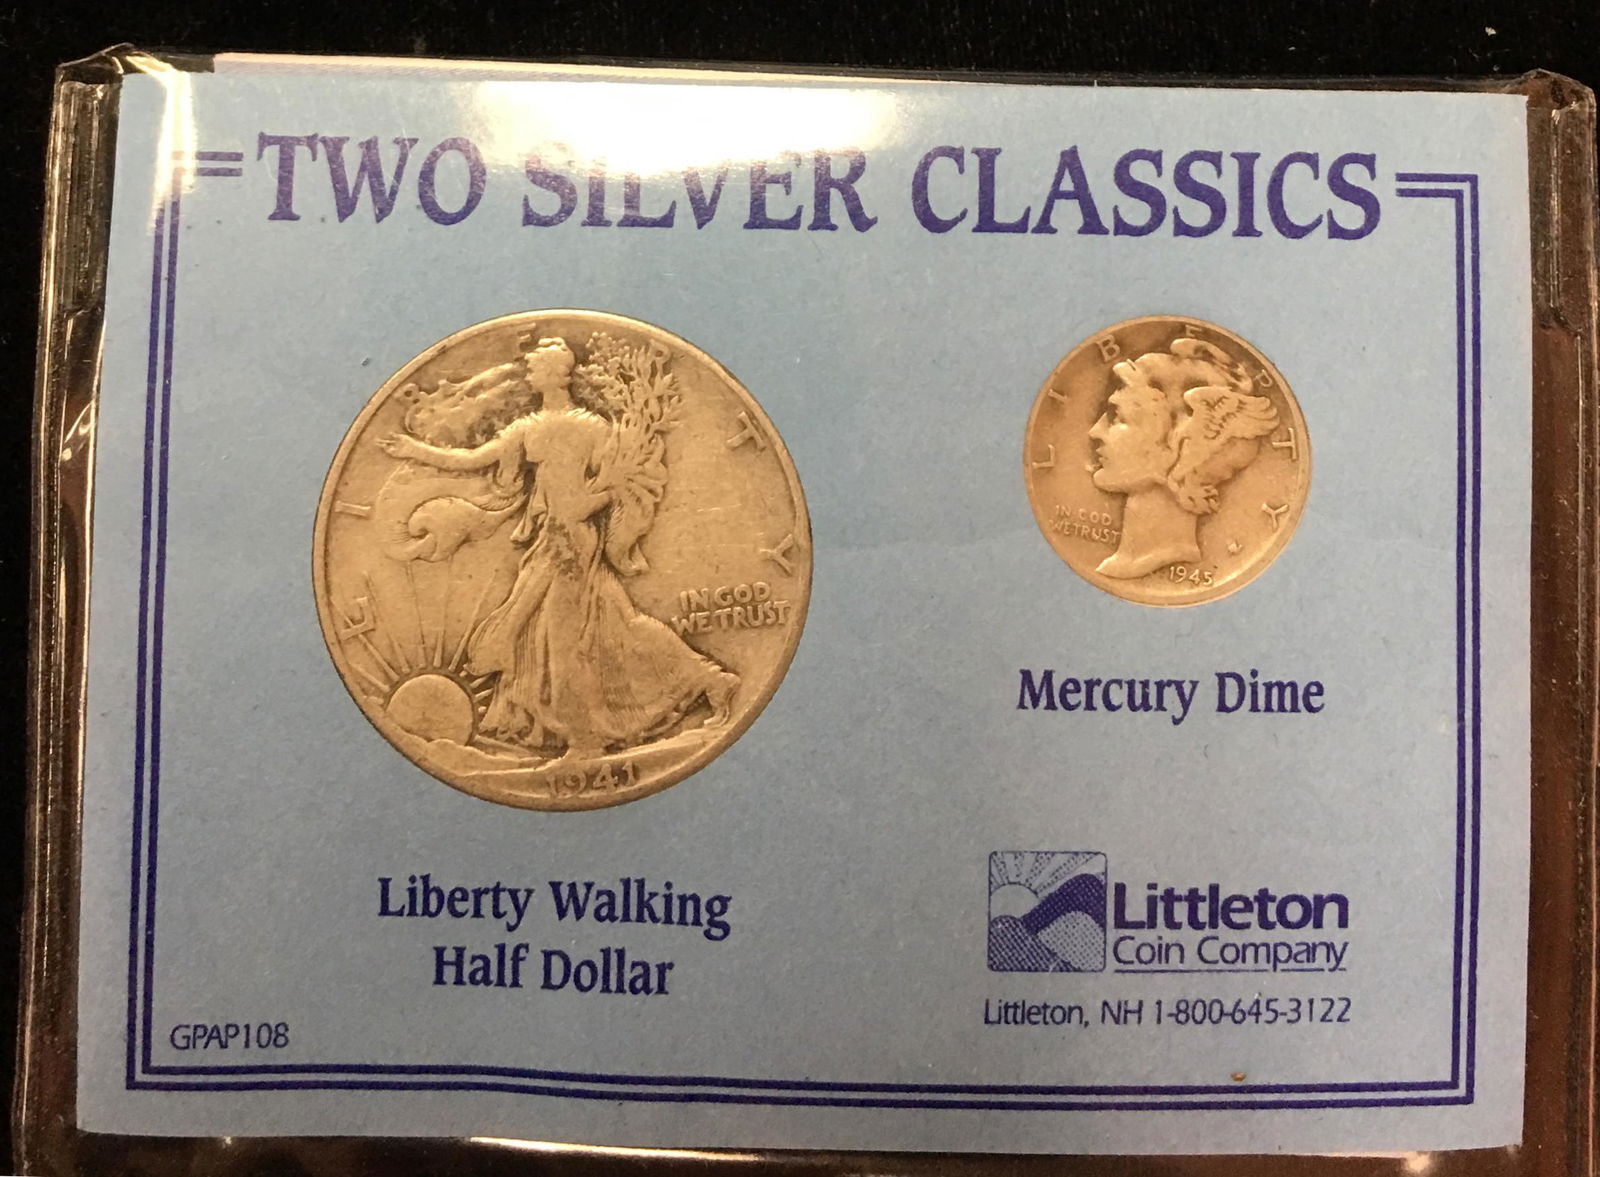 TWO SILVER CLASSICS
LIBERTY
IN GOD
WE TRUST
1941
LIBERTY
IN GOD
WE TRUST
1945
Mercury Dime
Liberty Walking
Half Dollar
Littleton
Coin Company
Littleton, NH 1-800-645-3122
GPAP108